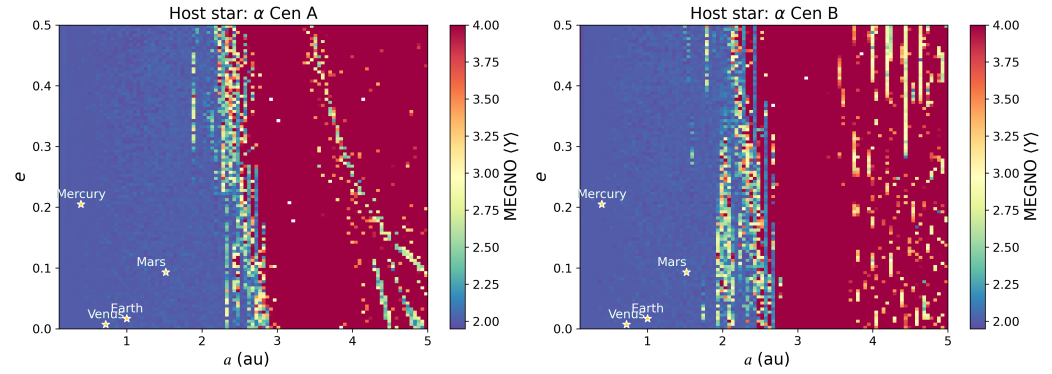 Host star: α Cen A
0.5
0.4
0.3
0.2
0.1
0.0
e
Mercury
Mars
Earth
Venus
1
2
3
4
5
a (au)
4.00
3.75
3.50
3.25
3.00
2.75
2.50
2.25
2.00
MEGNO ⟨Y⟩
Host star: α Cen B
0.5
0.4
0.3
0.2
0.1
0.0
e
Mercury
Mars
Earth
Venus
1
2
3
4
5
a (au)
4.00
3.75
3.50
3.25
3.00
2.75
2.50
2.25
2.00
MEGNO ⟨Y⟩